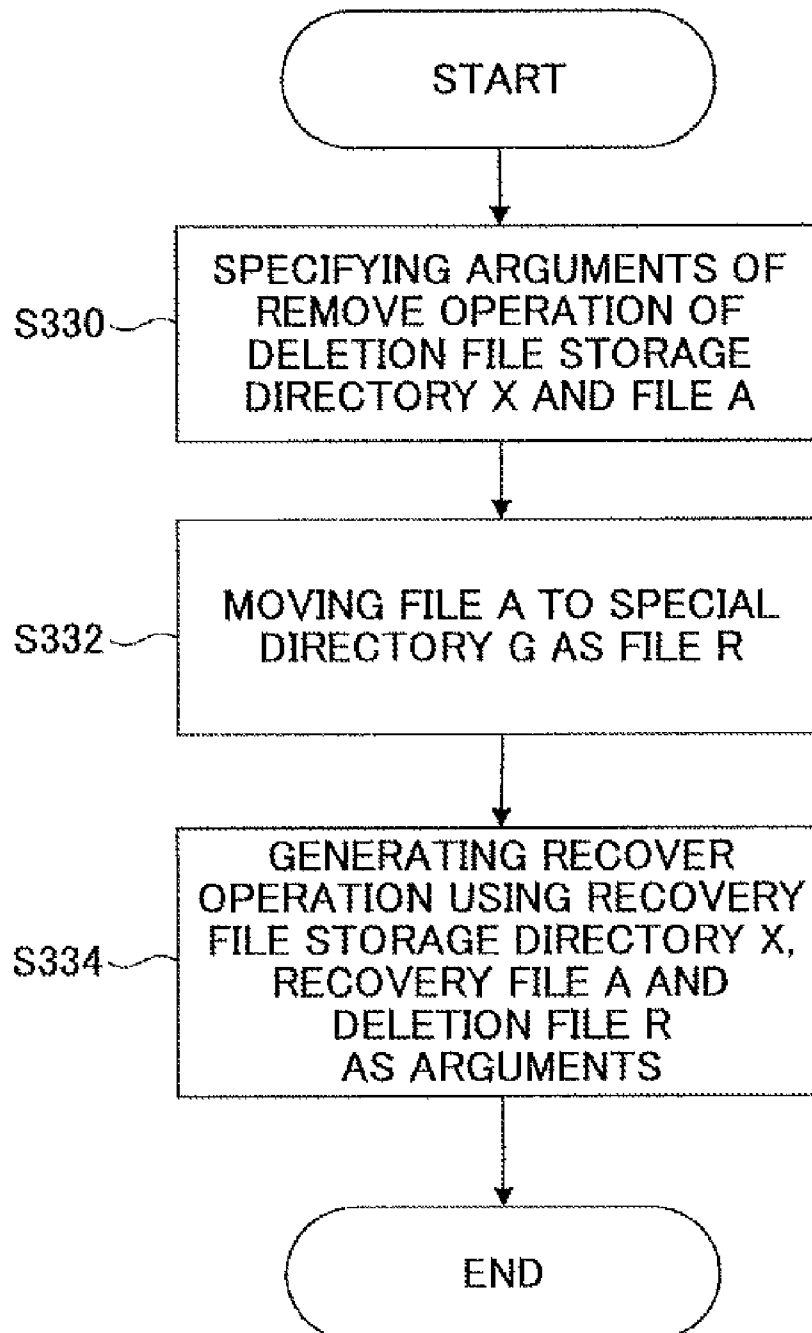 START
S330
SPECIFYING ARGUMENTS OF
REMOVE OPERATION OF
DELETION FILE STORAGE
DIRECTORY X AND FILE A
S332
MOVING FILE A TO SPECIAL
DIRECTORY G AS FILE R
S334
GENERATING RECOVER
OPERATION USING RECOVERY
FILE STORAGE DIRECTORY X,
RECOVERY FILE A AND
DELETION FILE R
AS ARGUMENTS
END